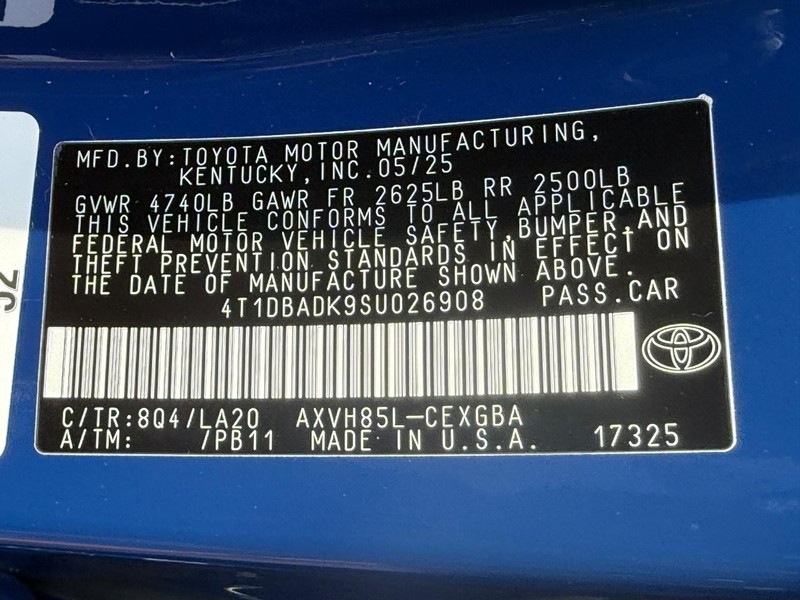 MFD.BY:TOYOTA MOTOR MANUFACTURING,
KENTUCKY,INC.05/25
GVWR 4740LB GAWR FR 2625LB RR 2500LB
THIS VEHICLE CONFORMS TO ALL APPLICABLE
FEDERAL MOTOR VEHICLE SAFETY,BUMPER,AND
THEFT PREVENTION STANDARDS IN EFFECT ON
THE DATE OF MANUFACTURE SHOWN ABOVE.
4T1DBADK9SU026908 PASS.CAR
C/TR:8Q4/LA20 AXVH85L-CEXGBA
A/TM: /PB11 MADE IN U.S.A. 17325